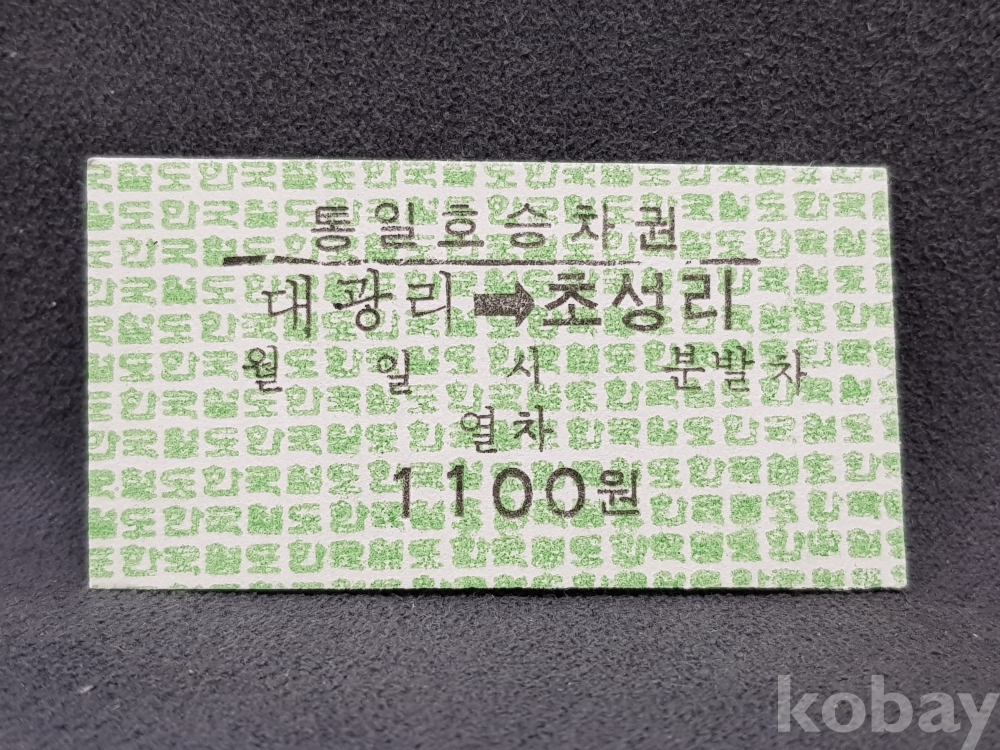 통일호승차권
대광리➡초성리
월 일 시 분발차
열차
1100원
kobay